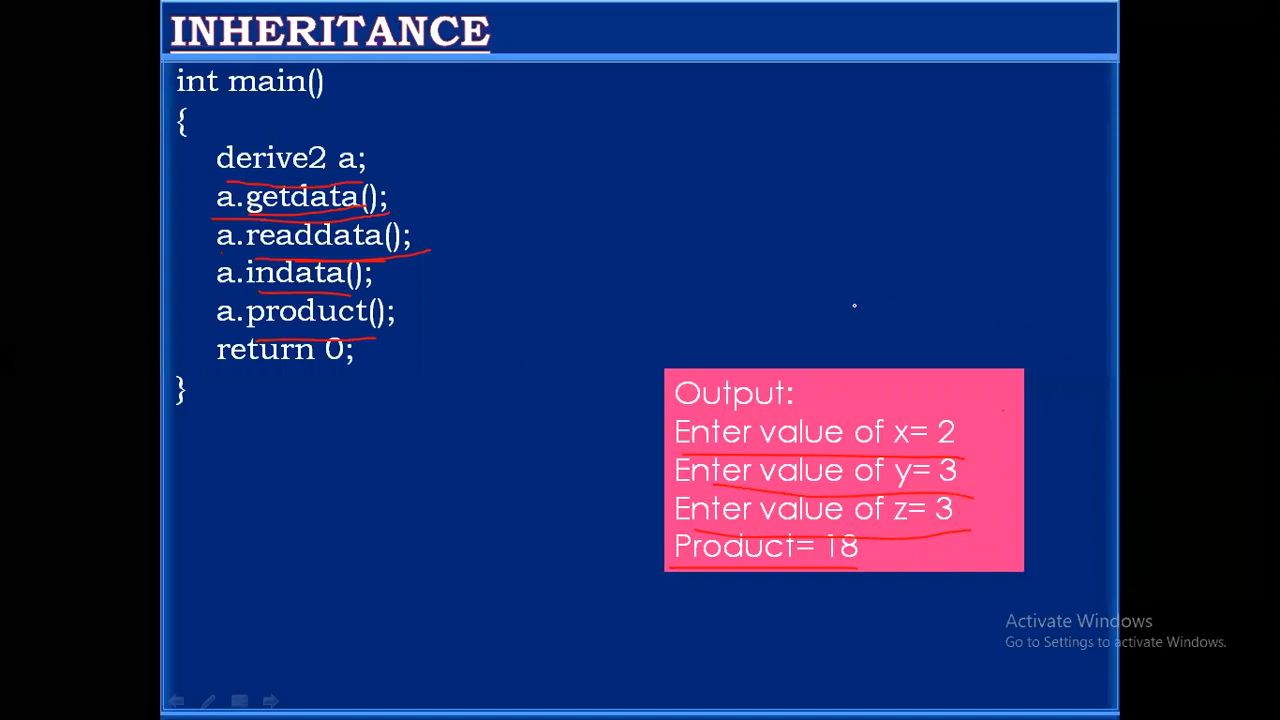 INHERITANCE
int main()
{
derive2 a;
a.getdata();
a.readdata();
a.indata();
a.product();
return 0;
}
Output:
Enter value of x= 2
Enter value of y= 3
Enter value of z= 3
Product= 18
Activate Windows
Go to Settings to activate Windows.